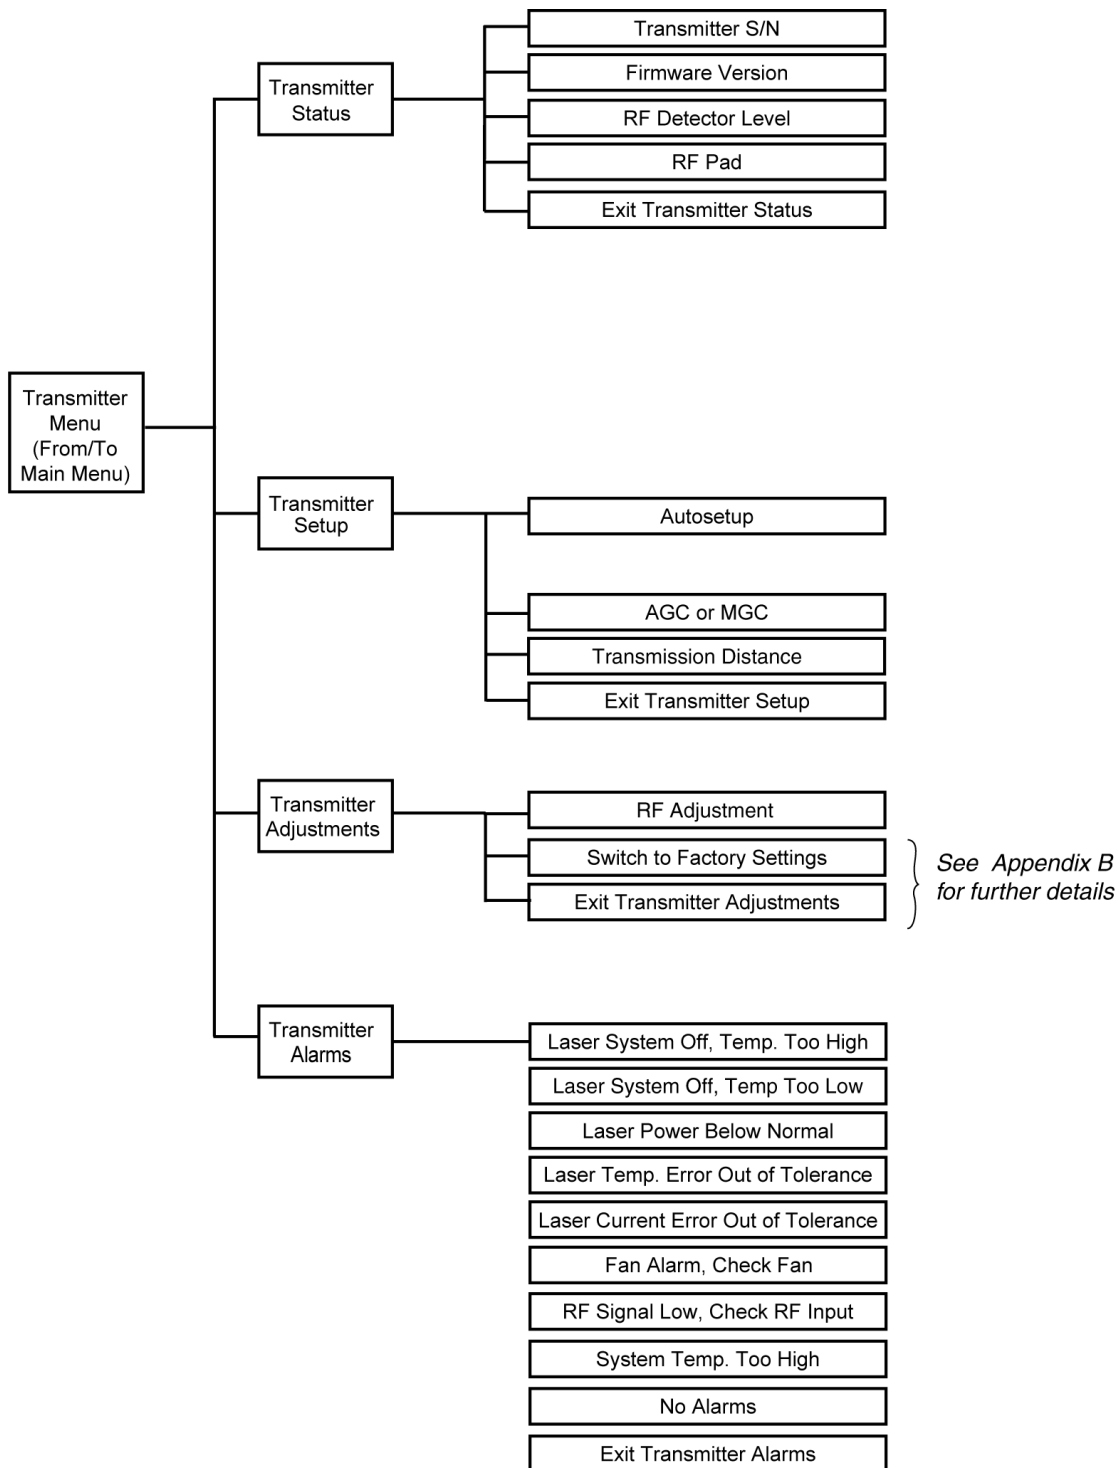 Transmitter
Menu
(From/To
Main Menu)
Transmitter
Status
Transmitter S/N
Firmware Version
RF Detector Level
RF Pad
Exit Transmitter Status
Transmitter
Setup
Autosetup
AGC or MGC
Transmission Distance
Exit Transmitter Setup
Transmitter
Adjustments
RF Adjustment
Switch to Factory Settings
Exit Transmitter Adjustments
See Appendix B
for further details
Transmitter
Alarms
Laser System Off, Temp. Too High
Laser System Off, Temp Too Low
Laser Power Below Normal
Laser Temp. Error Out of Tolerance
Laser Current Error Out of Tolerance
Fan Alarm, Check Fan
RF Signal Low, Check RF Input
System Temp. Too High
No Alarms
Exit Transmitter Alarms